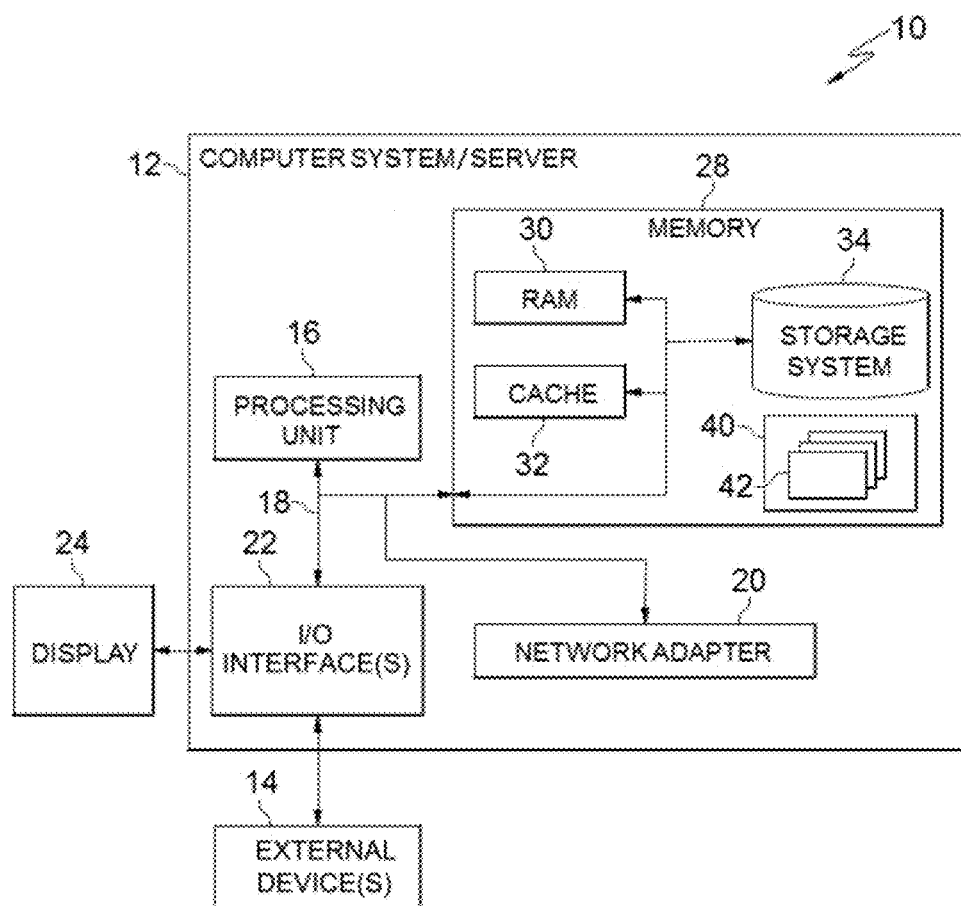 10
12
COMPUTER SYSTEM/SERVER
28
MEMORY
30
RAM
34
STORAGE
SYSTEM
16
PROCESSING
UNIT
CACHE
32
40
42
18
24
22
20
DISPLAY
I/O
INTERFACE(S)
NETWORK ADAPTER
14
EXTERNAL
DEVICE(S)